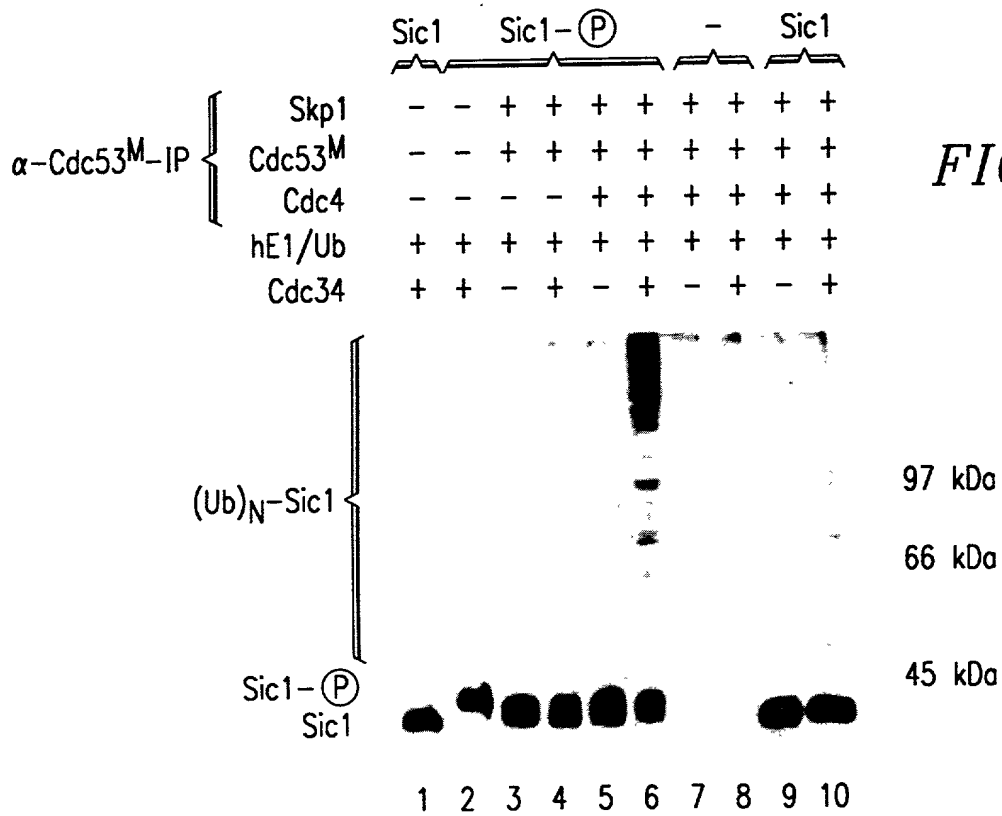 Sic1 Sic1-Ⓟ - Sic1
Skp1 - - + + + + + + + +
α-Cdc53ᴹ-IP Cdc53ᴹ - - + + + + + + + +
Cdc4 - - - - + + + + + +
hE1/Ub + + + + + + + + + +
Cdc34 + + - + - + - + - +
FIG
97 kDa
(Ub)N-Sic1
66 kDa
45 kDa
Sic1-Ⓟ
Sic1
1 2 3 4 5 6 7 8 9 10